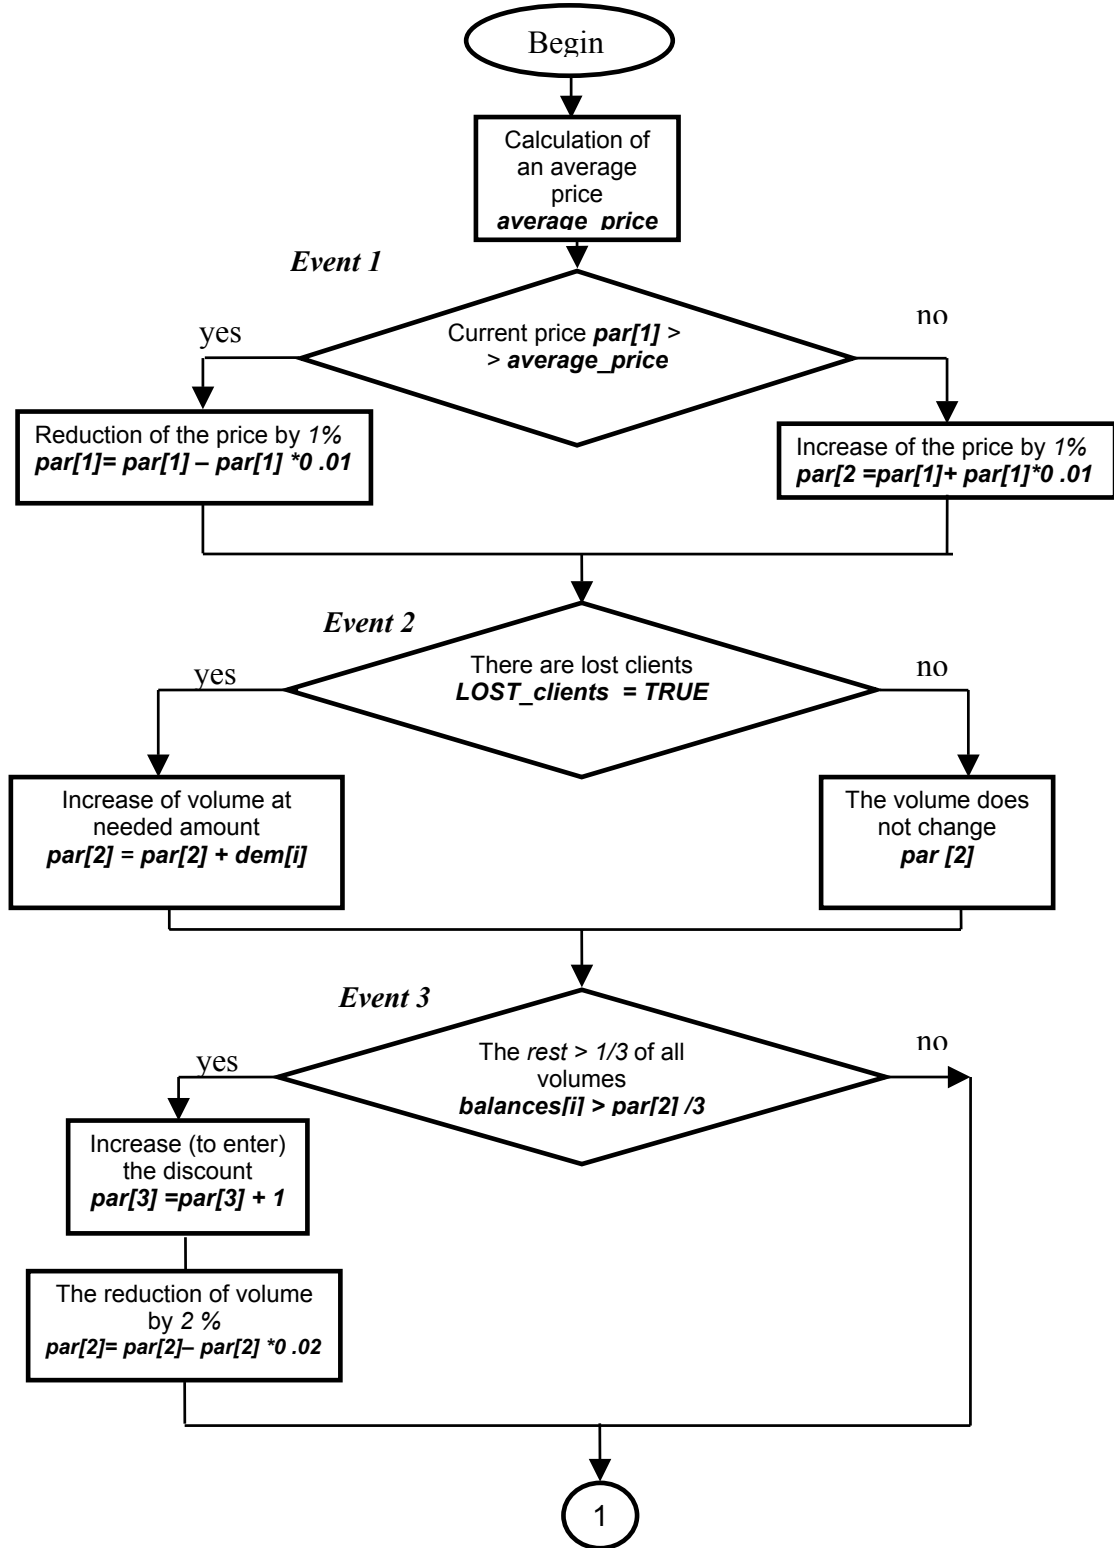 Begin
Calculation of
an average
price
average_price
Event 1
yes
no
Current price par[1] >
> average_price
Reduction of the price by 1%
par[1]= par[1] – par[1] *0 .01
Increase of the price by 1%
par[2 =par[1]+ par[1]*0 .01
Event 2
yes
no
There are lost clients
LOST_clients = TRUE
Increase of volume at
needed amount
par[2] = par[2] + dem[i]
The volume does
not change
par [2]
Event 3
yes
no
The rest > 1/3 of all
volumes
balances[i] > par[2] /3
Increase (to enter)
the discount
par[3] =par[3] + 1
The reduction of volume
by 2 %
par[2]= par[2]– par[2] *0 .02
1